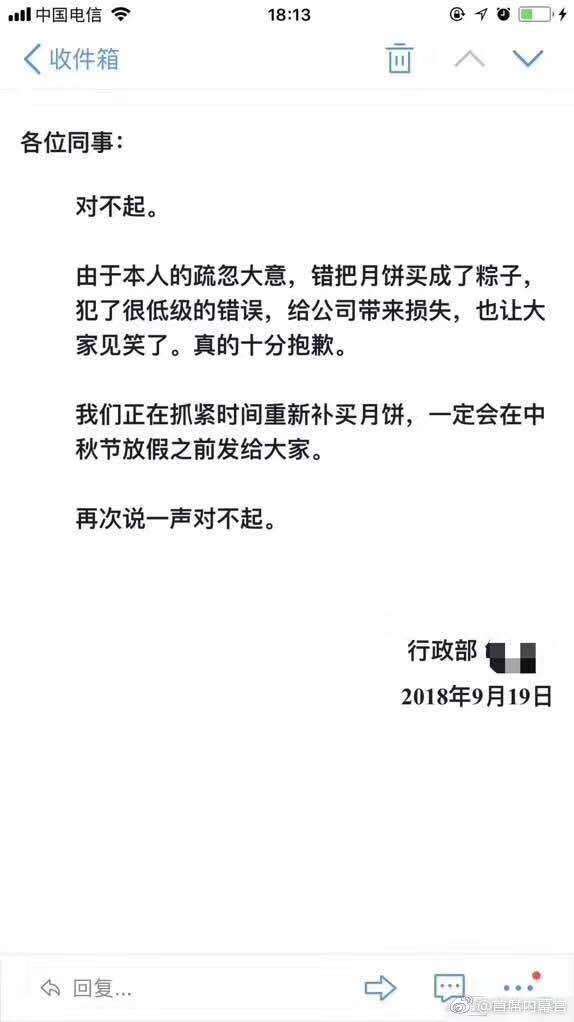 中国电信
18:13
收件箱
各位同事：
对不起。
由于本人的疏忽大意，错把月饼买成了粽子，
犯了很低级的错误，给公司带来损失，也让大
家见笑了。真的十分抱歉。
我们正在抓紧时间重新补买月饼，一定会在中
秋节放假之前发给大家。
再次说一声对不起。
行政部
2018年9月19日
回复...
@首席内幕君